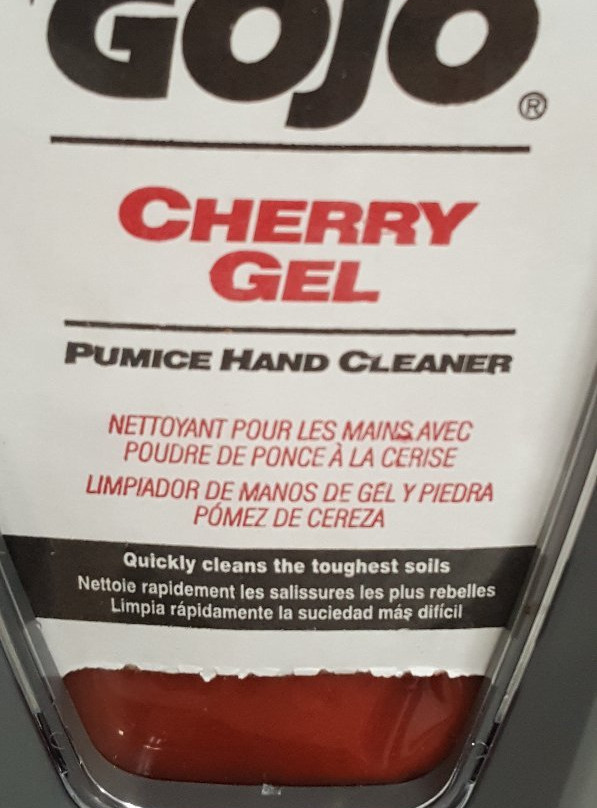 GOJO®
CHERRY
GEL
PUMICE HAND CLEANER
NETTOYANT POUR LES MAINS AVEC
POUDRE DE PONCE À LA CERISE
LIMPIADOR DE MANOS DE GEL Y PIEDRA
PÓMEZ DE CEREZA
Quickly cleans the toughest soils
Nettoie rapidement les salissures les plus rebelles
Limpia rápidamente la suciedad más difícil